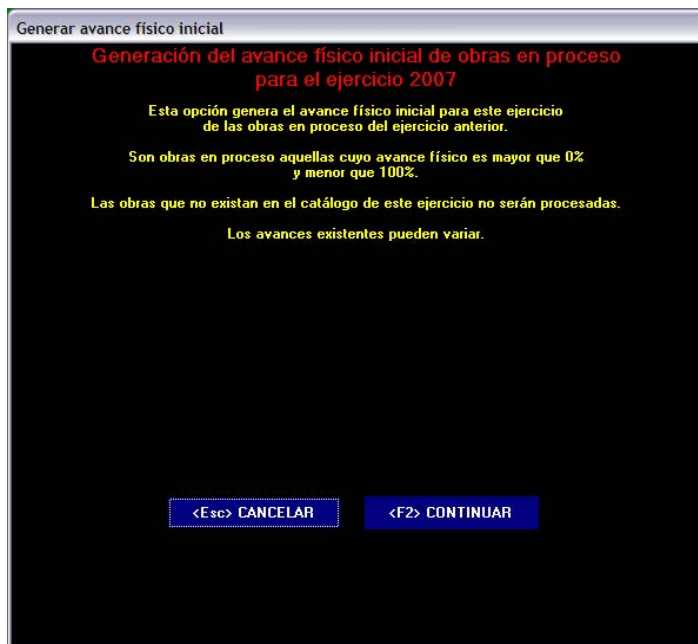 Generar avance físico inicial
Generación del avance físico inicial de obras en proceso
para el ejercicio 2007
Esta opción genera el avance físico inicial para este ejercicio
de las obras en proceso del ejercicio anterior.
Son obras en proceso aquellas cuyo avance físico es mayor que 0%
y menor que 100%.
Las obras que no existan en el catálogo de este ejercicio no serán procesadas.
Los avances existentes pueden variar.
<Esc> CANCELAR <F2> CONTINUAR